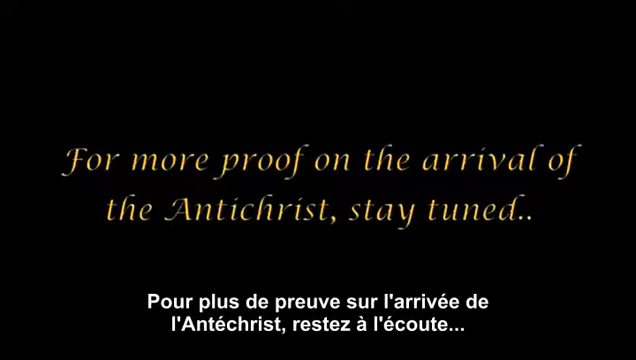 For more proof on the arrival of
the Antichrist, stay tuned..
Pour plus de preuve sur l'arrivée de
l'Antéchrist, restez à l'écoute...